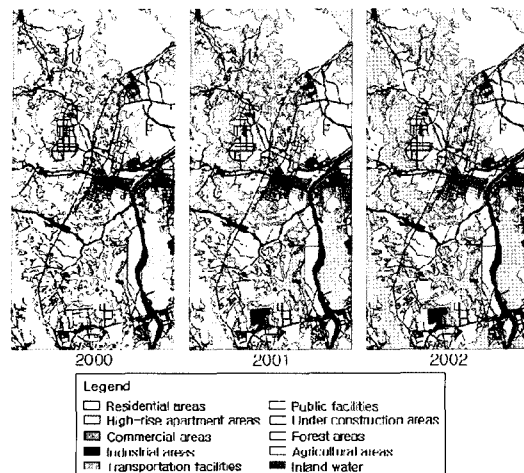 2000 2001 2002
Legend
Residential areas
High-rise apartment areas
Commercial areas
Industrial areas
Transportation facilities
Public facilities
Under construction areas
Forest areas
Agricultural areas
Inland water